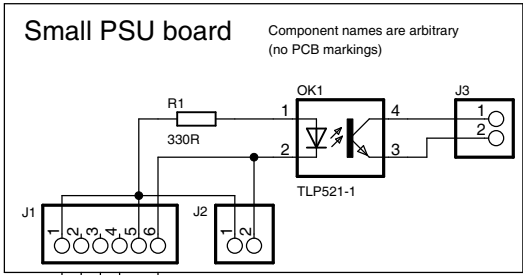 Small PSU board
Component names are arbitrary
(no PCB markings)
OK1
J3
R1
1
4
1
330R
2
3
2
TLP521-1
J1
J2
1 2 3 4 5 6
1 2